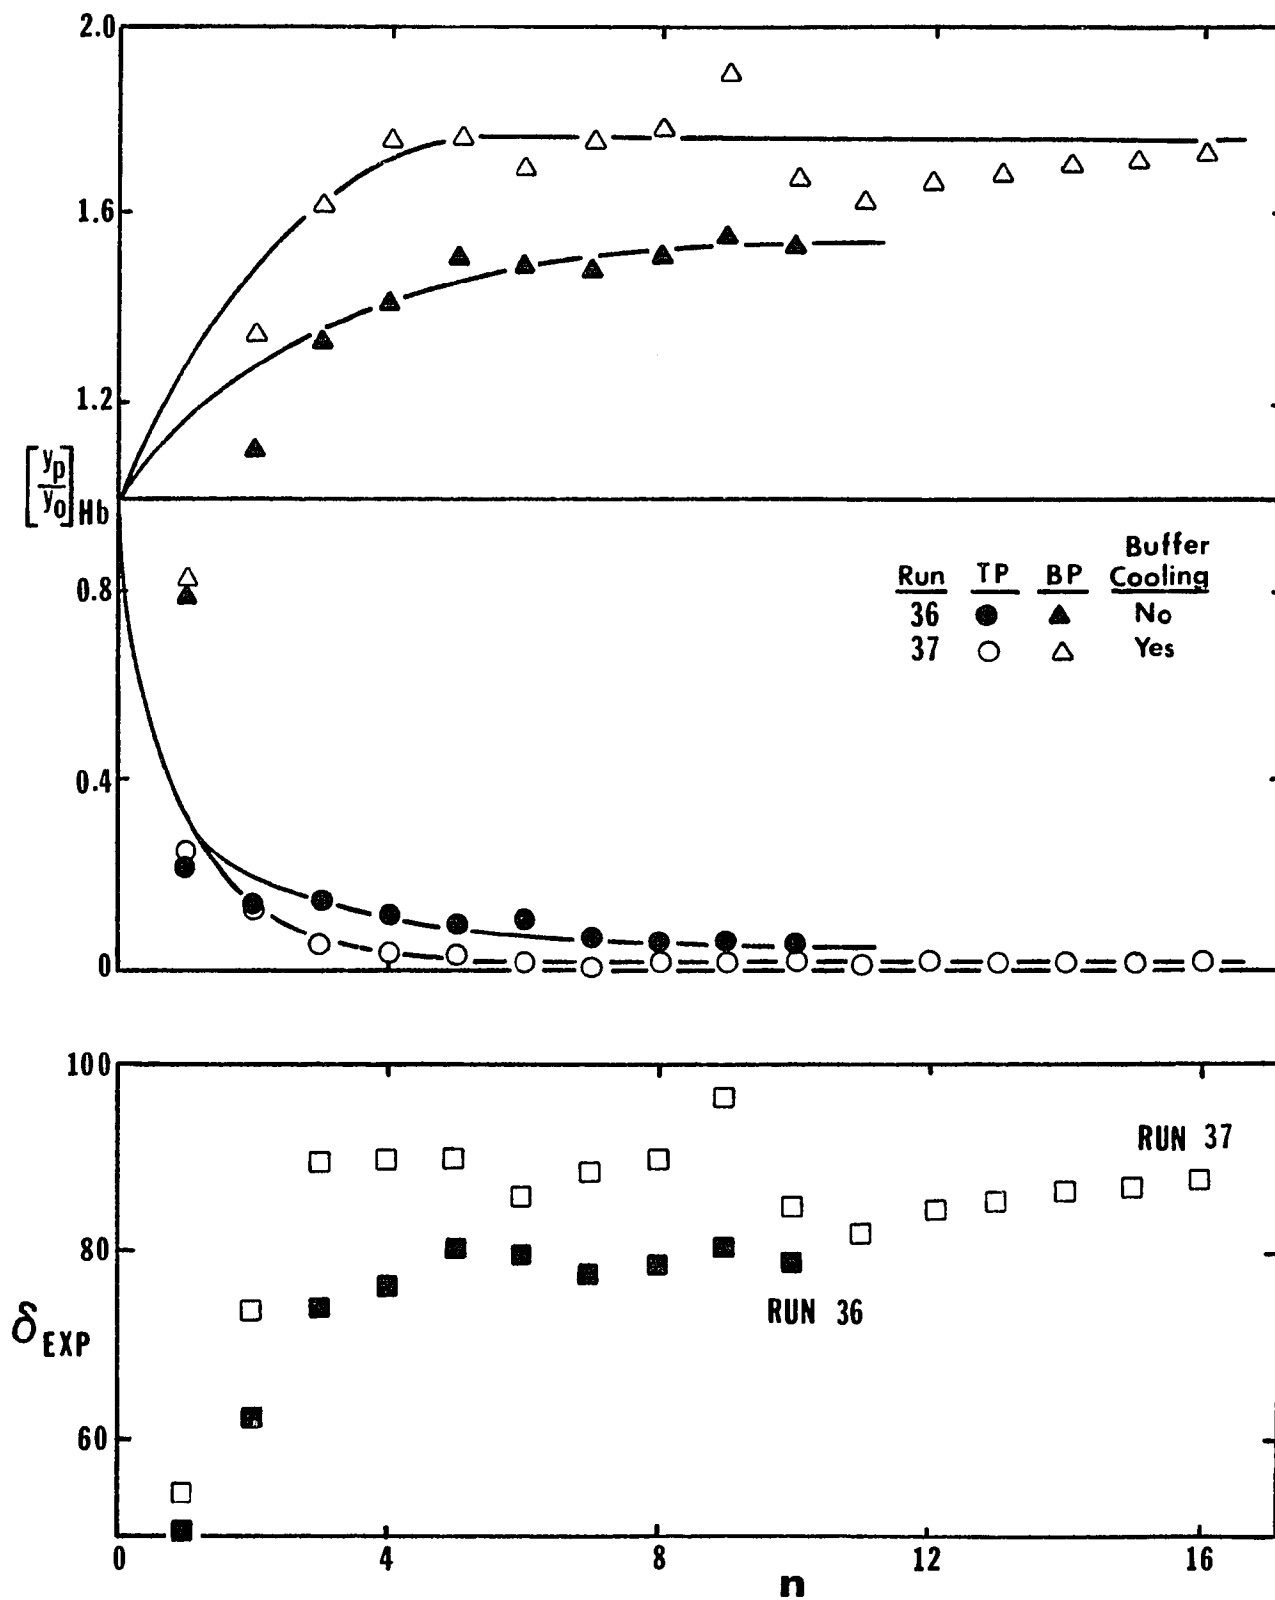 2.0
1.6
1.2
[yp/yo]Hb
0.8
0.4
0
Buffer
Run TP BP Cooling
36 ● ▲ No
37 ○ △ Yes
100
80
60
δEXP
RUN 37
RUN 36
0 4 8 12 16
n